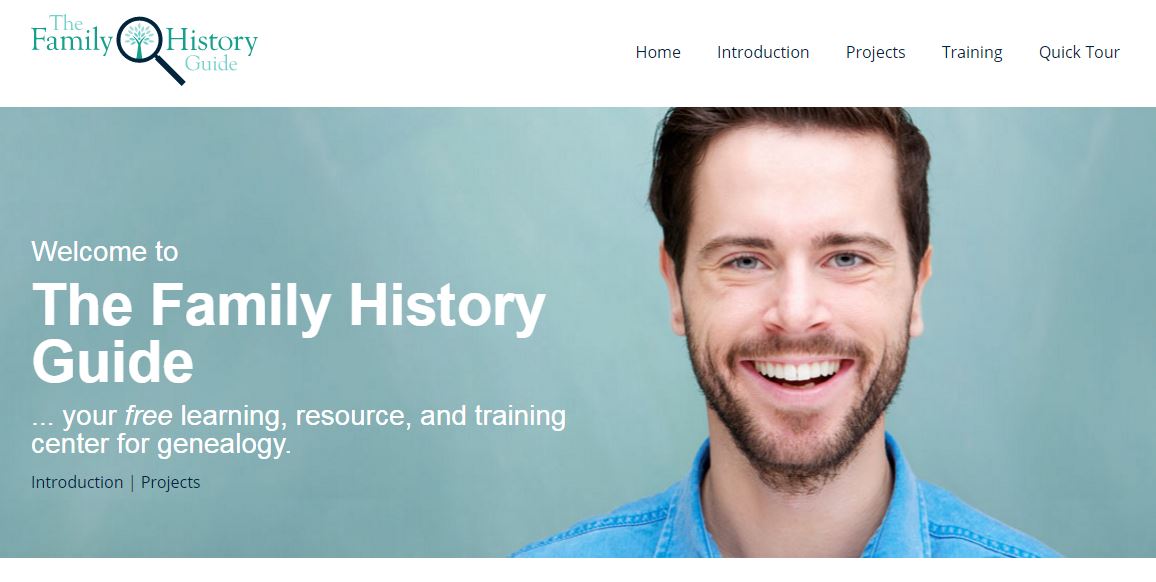 The
Family History
Guide
Home Introduction Projects Training Quick Tour
Welcome to
The Family History
Guide
... your free learning, resource, and training
center for genealogy.
Introduction | Projects